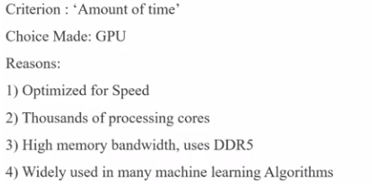 Criterion : ‘Amount of time’
Choice Made: GPU
Reasons:
1) Optimized for Speed
2) Thousands of processing cores
3) High memory bandwidth, uses DDR5
4) Widely used in many machine learning Algorithms